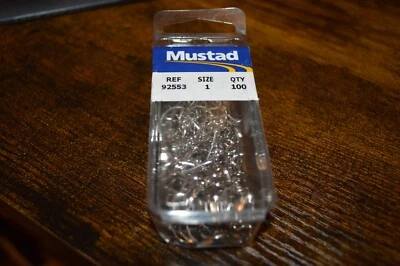 Mustad
REF SIZE QTY
92553 1 100